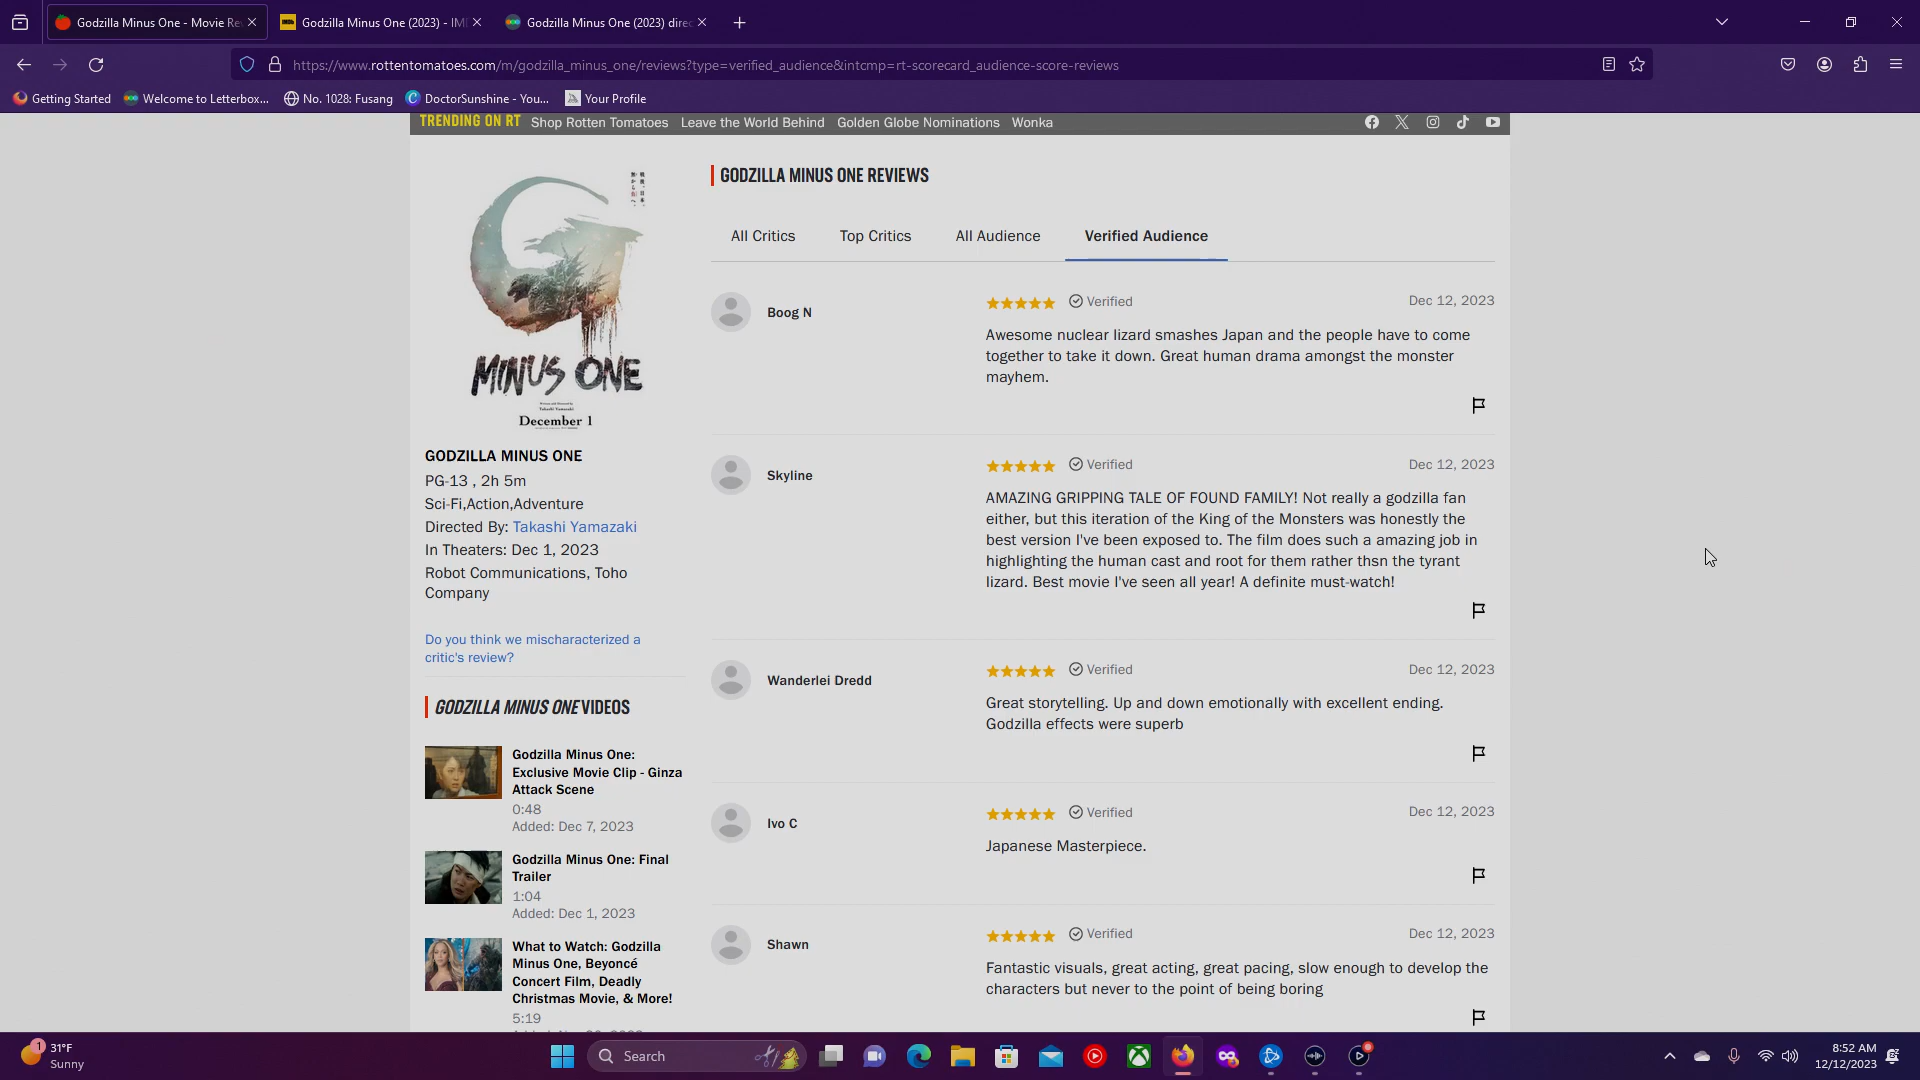 Godzilla Minus One - Movie Re
Godzilla Minus One (2023) - IM
Godzilla Minus One (2023) direc
https://www.rottentomatoes.com/m/godzilla_minus_one/reviews?type=verified_audience&intcmp=rt-scorecard_audience-score-reviews
Getting Started
Welcome to Letterbox...
No. 1028: Fusang
DoctorSunshine - You...
Your Profile
TRENDING ON RT
Shop Rotten Tomatoes
Leave the World Behind
Golden Globe Nominations
Wonka
MINUS ONE
December 1
GODZILLA MINUS ONE
PG-13 , 2h 5m
Sci-Fi,Action,Adventure
Directed By: Takashi Yamazaki
In Theaters: Dec 1, 2023
Robot Communications, Toho
Company
Do you think we mischaracterized a
critic's review?
GODZILLA MINUS ONE VIDEOS
Godzilla Minus One:
Exclusive Movie Clip - Ginza
Attack Scene
0:48
Added: Dec 7, 2023
Godzilla Minus One: Final
Trailer
1:04
Added: Dec 1, 2023
What to Watch: Godzilla
Minus One, Beyoncé
Concert Film, Deadly
Christmas Movie, & More!
5:19
GODZILLA MINUS ONE REVIEWS
All Critics
Top Critics
All Audience
Verified Audience
Boog N
Verified
Dec 12, 2023
Awesome nuclear lizard smashes Japan and the people have to come
together to take it down. Great human drama amongst the monster
mayhem.
Skyline
Verified
Dec 12, 2023
AMAZING GRIPPING TALE OF FOUND FAMILY! Not really a godzilla fan
either, but this iteration of the King of the Monsters was honestly the
best version I've been exposed to. The film does such a amazing job in
highlighting the human cast and root for them rather thsn the tyrant
lizard. Best movie I've seen all year! A definite must-watch!
Wanderlei Dredd
Verified
Dec 12, 2023
Great storytelling. Up and down emotionally with excellent ending.
Godzilla effects were superb
Ivo C
Verified
Dec 12, 2023
Japanese Masterpiece.
Shawn
Verified
Dec 12, 2023
Fantastic visuals, great acting, great pacing, slow enough to develop the
characters but never to the point of being boring
1
31°F
Sunny
Search
8:52 AM
12/12/2023